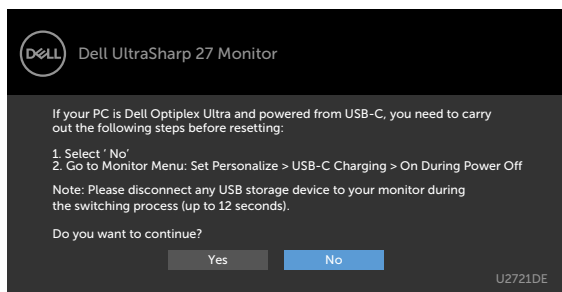 DELL
Dell UltraSharp 27 Monitor
If your PC is Dell Optiplex Ultra and powered from USB-C, you need to carry
out the following steps before resetting:
1. Select ‘ No’
2. Go to Monitor Menu: Set Personalize > USB-C Charging > On During Power Off
Note: Please disconnect any USB storage device to your monitor during
the switching process (up to 12 seconds).
Do you want to continue?
Yes No
U2721DE